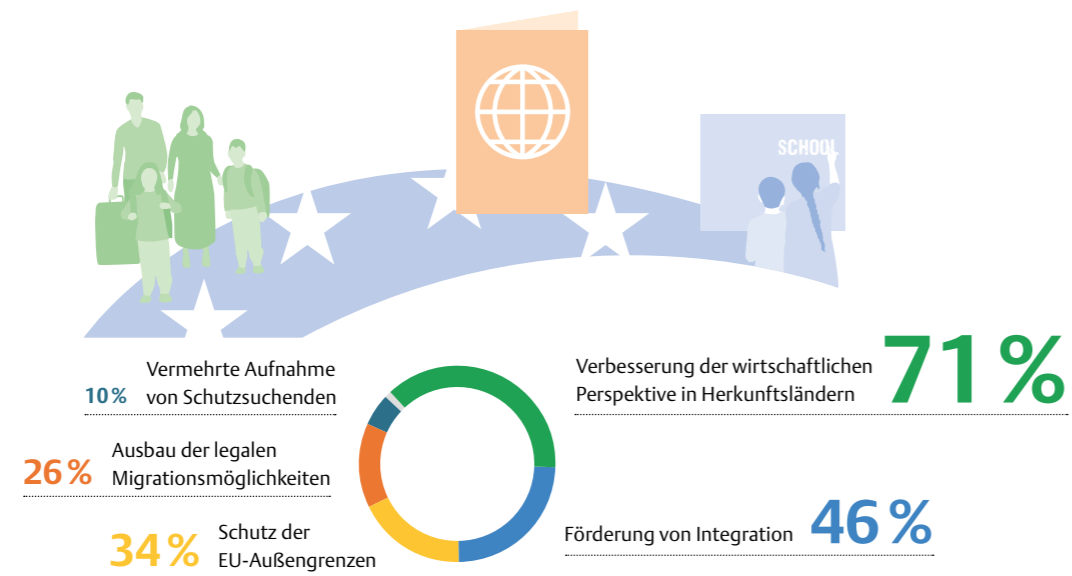 SCHOOL
Vermehrte Aufnahme
10 % von Schutzsuchenden
Ausbau der legalen
26 % Migrationsmöglichkeiten
34 % Schutz der
EU-Außengrenzen
Verbesserung der wirtschaftlichen
Perspektive in Herkunftsländern
71 %
Förderung von Integration 46 %